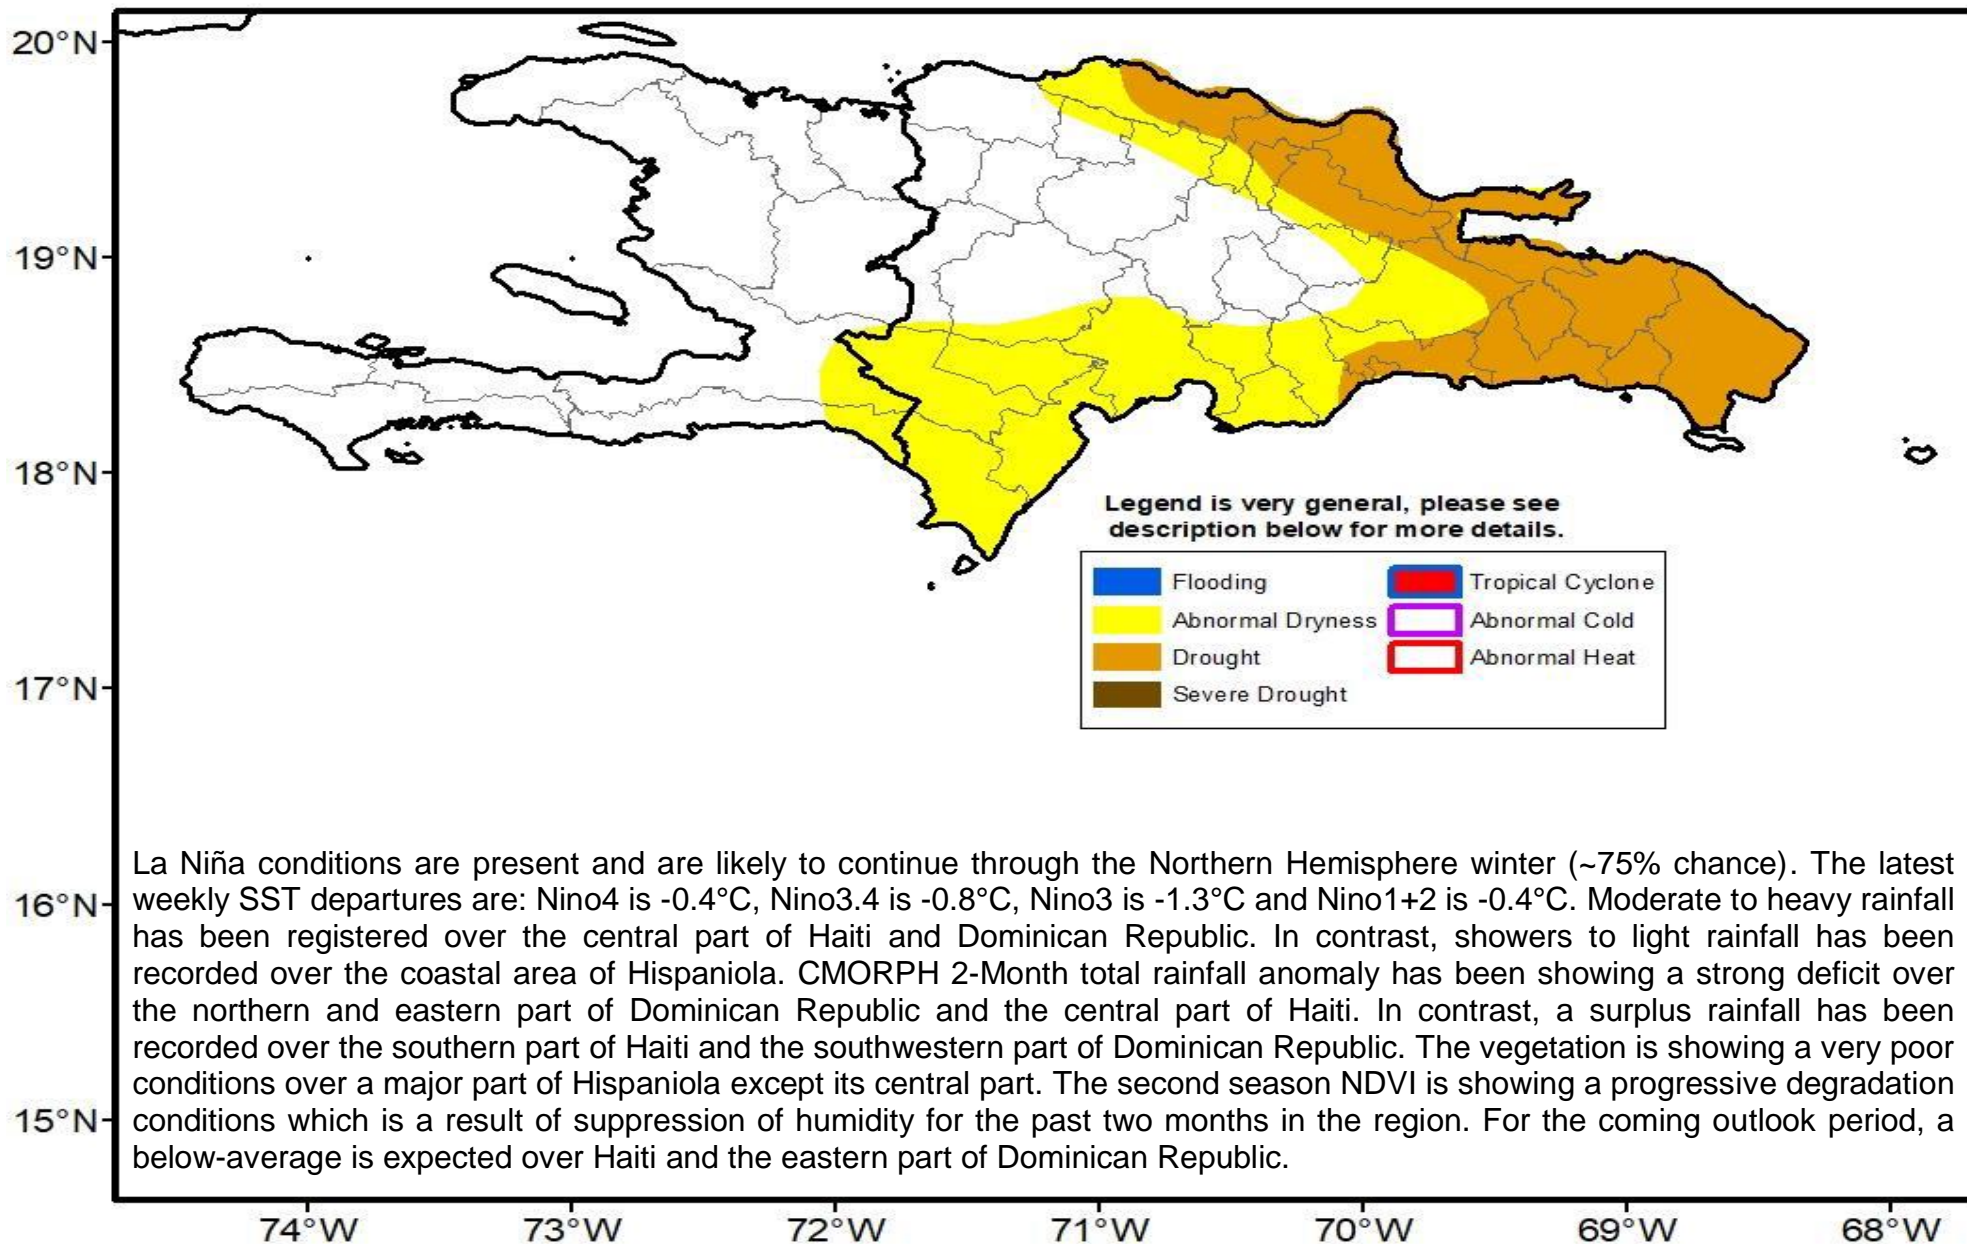 20°N
19°N
18°N
17°N
16°N
15°N
Legend is very general, please see
description below for more details.
Flooding
Tropical Cyclone
Abnormal Dryness
Abnormal Cold
Drought
Abnormal Heat
Severe Drought
La Niña conditions are present and are likely to continue through the Northern Hemisphere winter (~75% chance). The latest
weekly SST departures are: Nino4 is -0.4°C, Nino3.4 is -0.8°C, Nino3 is -1.3°C and Nino1+2 is -0.4°C. Moderate to heavy rainfall
has been registered over the central part of Haiti and Dominican Republic. In contrast, showers to light rainfall has been
recorded over the coastal area of Hispaniola. CMORPH 2-Month total rainfall anomaly has been showing a strong deficit over
the northern and eastern part of Dominican Republic and the central part of Haiti. In contrast, a surplus rainfall has been
recorded over the southern part of Haiti and the southwestern part of Dominican Republic. The vegetation is showing a very poor
conditions over a major part of Hispaniola except its central part. The second season NDVI is showing a progressive degradation
conditions which is a result of suppression of humidity for the past two months in the region. For the coming outlook period, a
below-average is expected over Haiti and the eastern part of Dominican Republic.
74°W
73°W
72°W
71°W
70°W
69°W
68°W